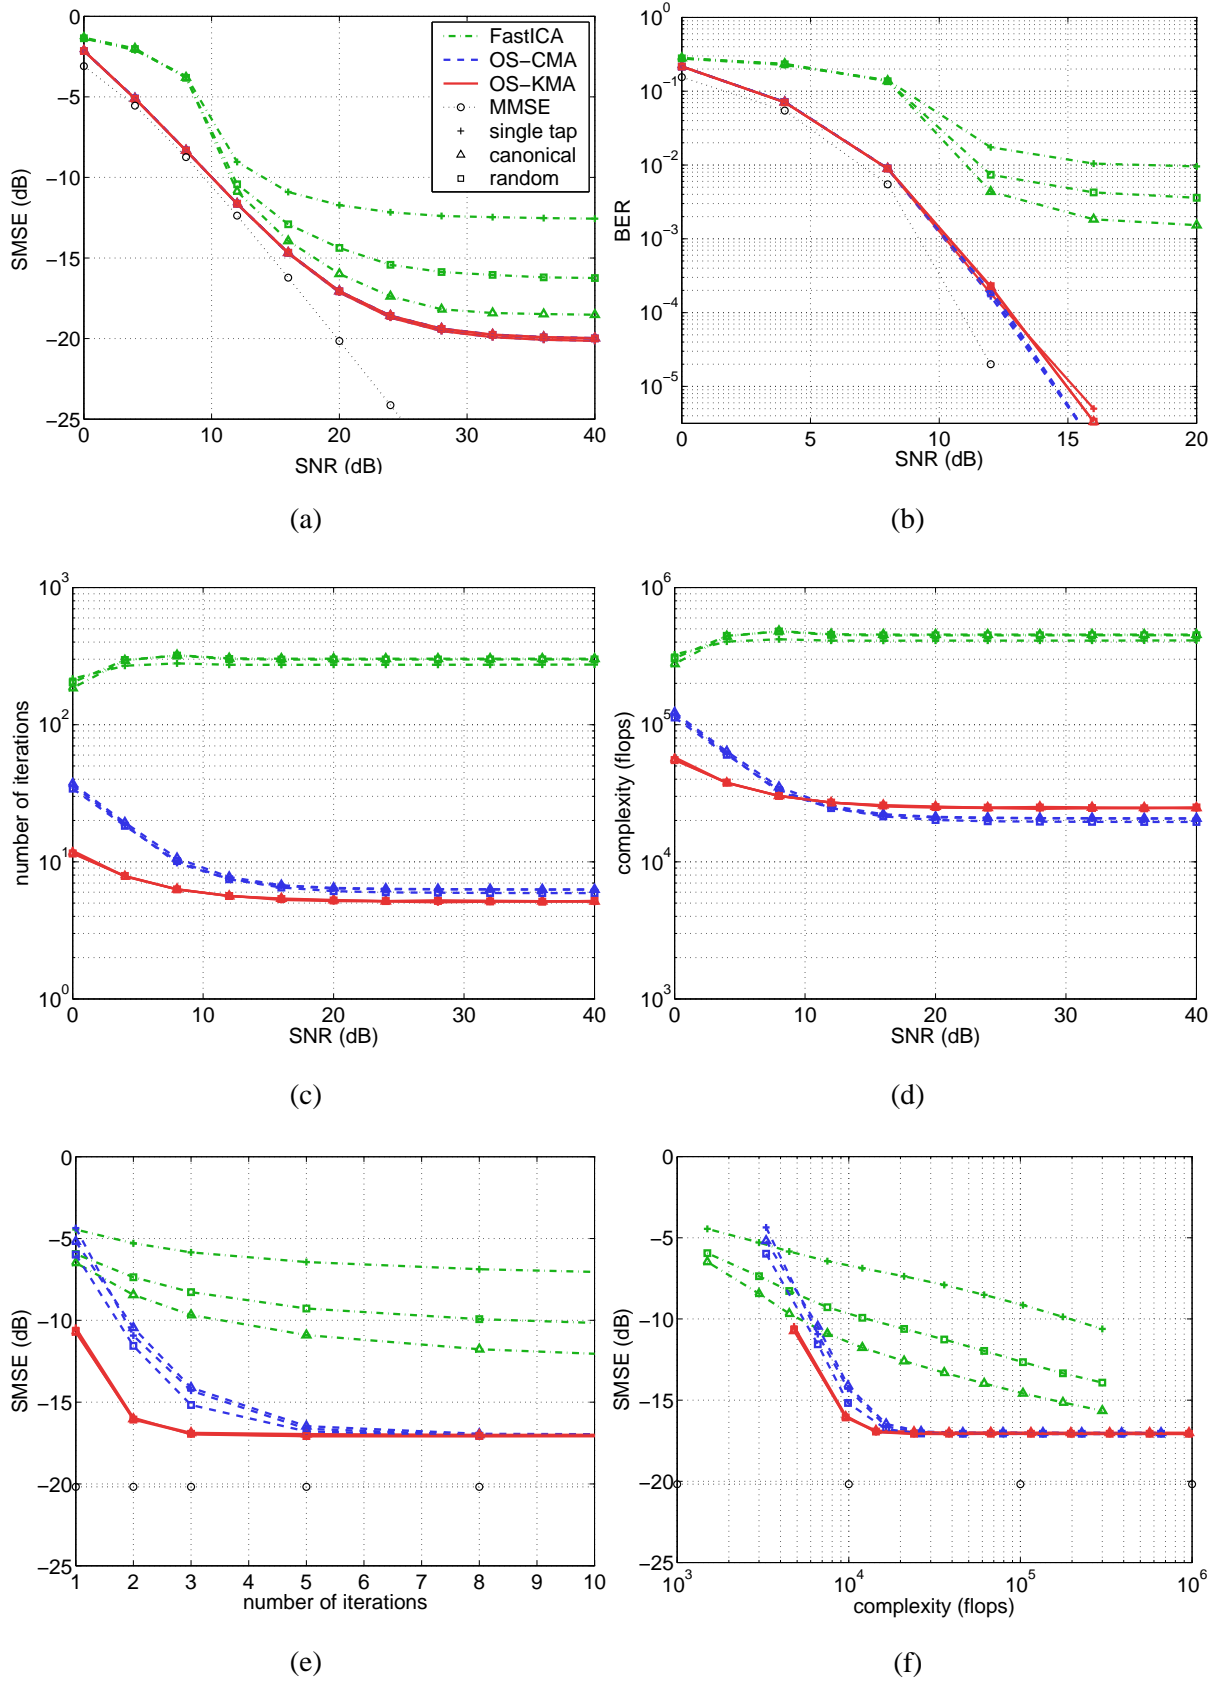 0
−5
−10
−15
−20
−25
0 10 20 30 40
SMSE (dB)
SNR (dB)
FastICA
OS−CMA
OS−KMA
MMSE
single tap
canonical
random
(a)
10^0
10^−1
10^−2
10^−3
10^−4
10^−5
0 5 10 15 20
BER
SNR (dB)
(b)
10^3
10^2
10^1
10^0
0 10 20 30 40
number of iterations
SNR (dB)
(c)
10^6
10^5
10^4
10^3
0 10 20 30 40
complexity (flops)
SNR (dB)
(d)
0
−5
−10
−15
−20
−25
1 2 3 4 5 6 7 8 9 10
SMSE (dB)
number of iterations
(e)
0
−5
−10
−15
−20
−25
10^3 10^4 10^5 10^6
SMSE (dB)
complexity (flops)
(f)